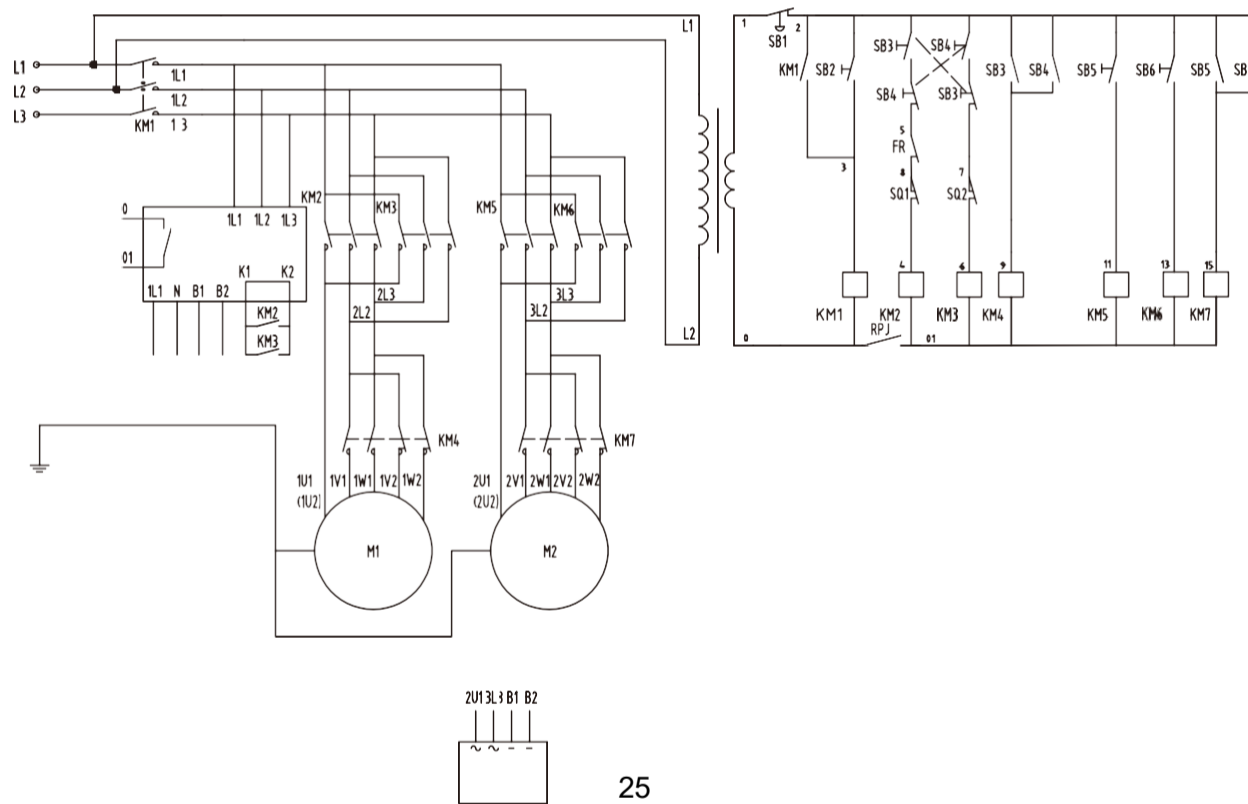 L1
1
2
SB1
SB3
SB4
L1
L2
L3
1L1
1L2
KM1
1 3
KM1
SB2
SB4
SB3
SB3
SB4
SB5
SB6
SB5
SB
5
FR
3
8
7
SQ1
SQ2
KM2
KM3
KM5
KM6
0
01
1L1
1L2
1L3
K1
K2
1L1
N
B1
B2
KM2
KM3
2L3
2L2
3L3
3L2
L2
4
6
9
11
13
15
KM1
KM2
KM3
KM4
KM5
KM6
KM7
RPJ
0
01
KM4
KM7
1U1
(1U2)
1V1
1W1
1V2
1W2
2U1
(2U2)
2V1
2W1
2V2
2W2
M1
M2
2U1
3L3
B1
B2
~
~
-
-
25